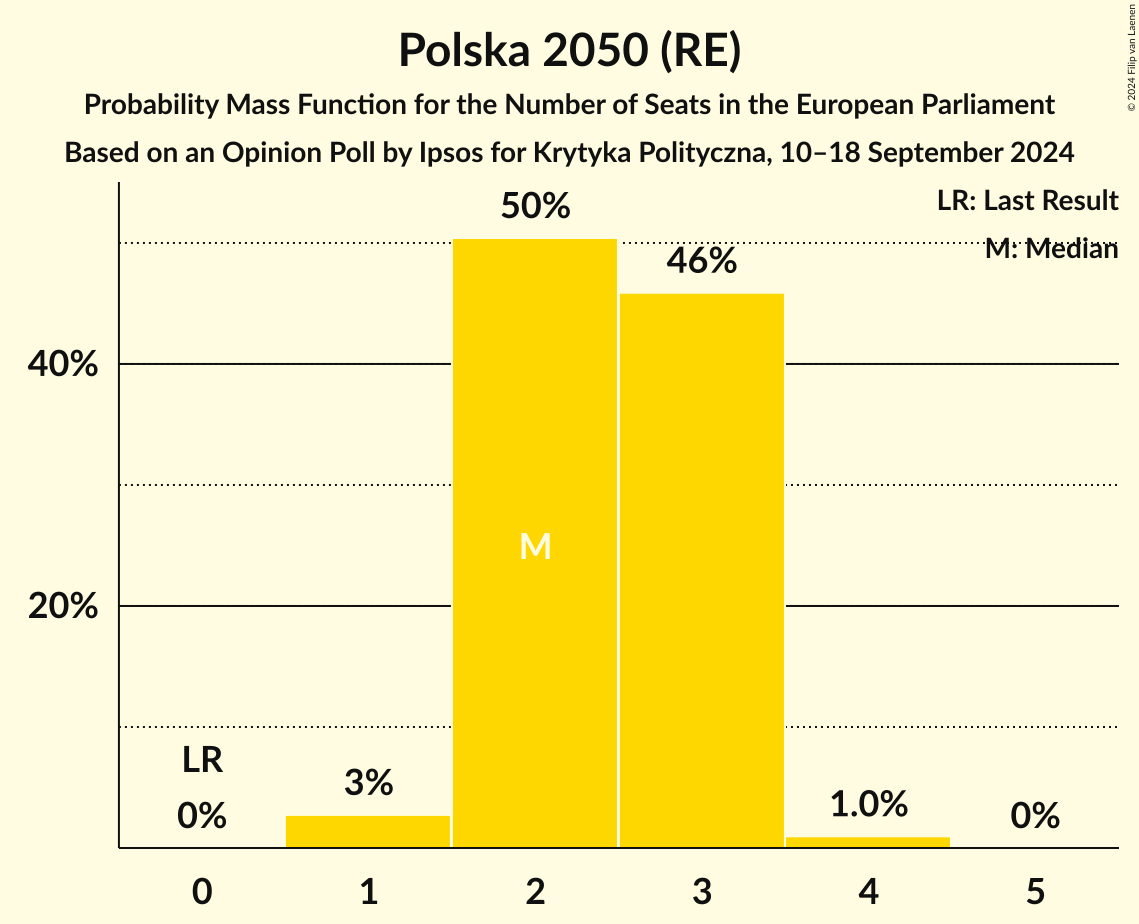 Polska 2050 (RE)
Probability Mass Function for the Number of Seats in the European Parliament
Based on an Opinion Poll by Ipsos for Krytyka Polityczna, 10–18 September 2024
© 2024 Filip van Laenen
LR: Last Result
M: Median
50%
46%
40%
M
20%
LR
0%
3%
1.0%
0%
0 1 2 3 4 5